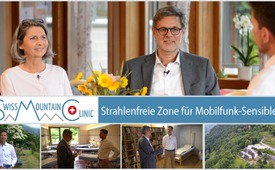 SWISS MOUNTAIN CLINIC
Strahlenfreie Zone für Mobilfunk-Sensible